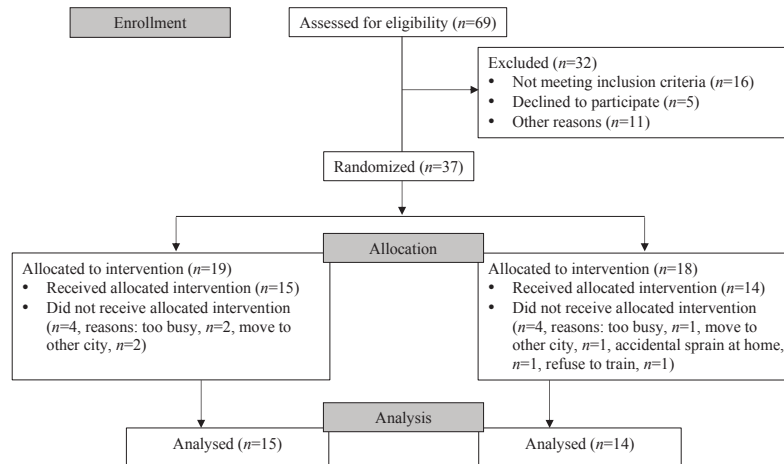 Enrollment
Assessed for eligibility (n=69)
Excluded (n=32)
• Not meeting inclusion criteria (n=16)
• Declined to participate (n=5)
• Other reasons (n=11)
Randomized (n=37)
Allocation
Allocated to intervention (n=19)
• Received allocated intervention (n=15)
• Did not receive allocated intervention
(n=4, reasons: too busy, n=2, move to
other city, n=2)
Allocated to intervention (n=18)
• Received allocated intervention (n=14)
• Did not receive allocated intervention
(n=4, reasons: too busy, n=1, move to
other city, n=1, accidental sprain at home,
n=1, refuse to train, n=1)
Analysis
Analysed (n=15)
Analysed (n=14)